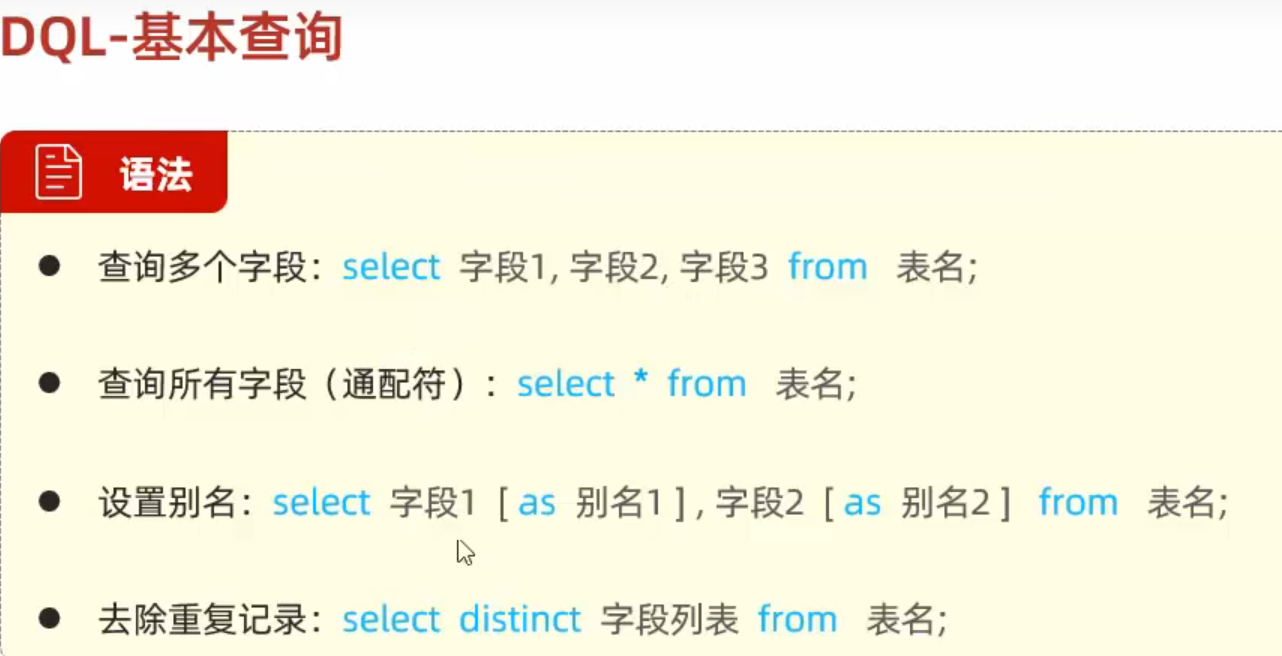 DQL-基本查询
语法
查询多个字段：select 字段1, 字段2, 字段3 from 表名;
查询所有字段（通配符）：select * from 表名;
设置别名：select 字段1 [ as 别名1 ] , 字段2 [ as 别名2 ] from 表名;
去除重复记录：select distinct 字段列表 from 表名;